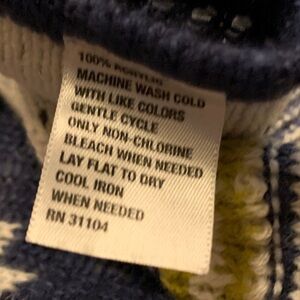 100% ACRYLIC
MACHINE WASH COLD
WITH LIKE COLORS
GENTLE CYCLE
ONLY NON-CHLORINE
BLEACH WHEN NEEDED
LAY FLAT TO DRY
COOL IRON
WHEN NEEDED
RN 31104